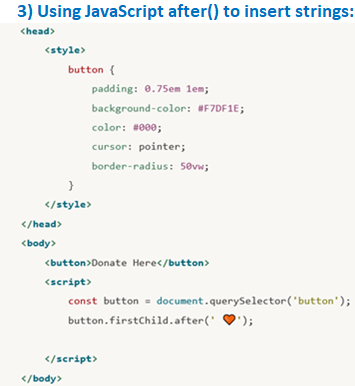 3) Using JavaScript after() to insert strings:
<head>
<style>
button {
padding: 0.75em 1em;
background-color: #F7DF1E;
color: #000;
cursor: pointer;
border-radius: 50vw;
}
</style>
</head>
<body>
<button>Donate Here</button>
<script>
const button = document.querySelector('button');
button.firstChild.after(' 🧡');
</script>
</body>